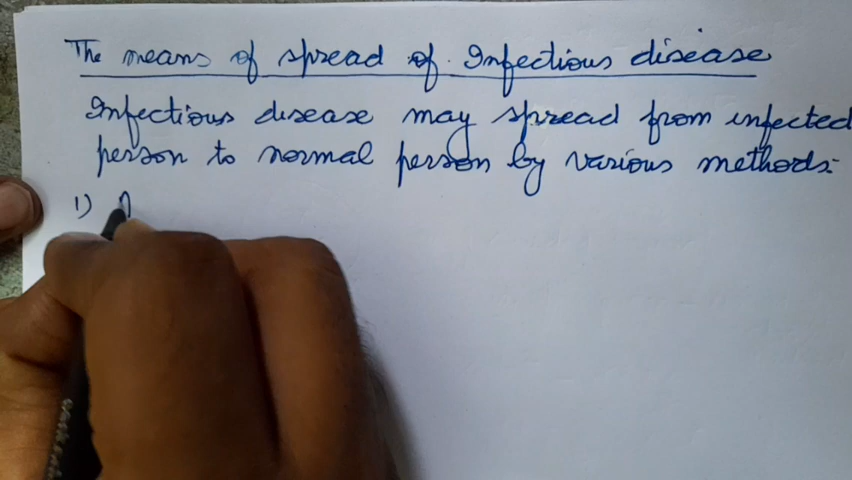 The means of spread of Infectious disease
Infectious disease may spread from infected
person to normal person by various methods:
1)